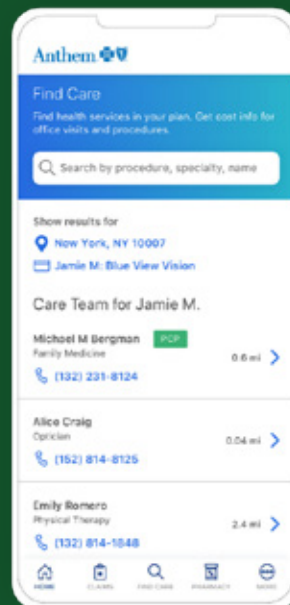 Anthem
Find Care
Find health services in your plan. Get cost info for
office visits and procedures.
Search by procedure, specialty, name
Show results for
New York, NY 10007
Jamie M: Blue View Vision
Care Team for Jamie M.
Michael M Bergman PCP
Family Medicine
0.6 mi
(132) 231-8124
Alice Craig
Optician
0.04 mi
(152) 814-8125
Emily Romero
Physical Therapy
2.4 mi
(132) 814-1848
HOME CLAIMS FIND CARE PHARMACY MORE